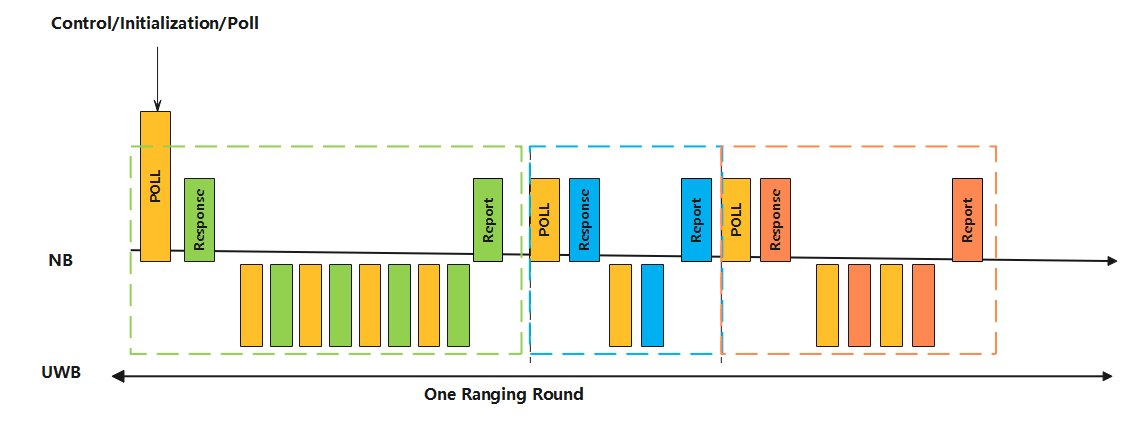 Control/Initialization/Poll
POLL
Response
Report
POLL
Response
Report
POLL
Response
Report
NB
UWB
One Ranging Round